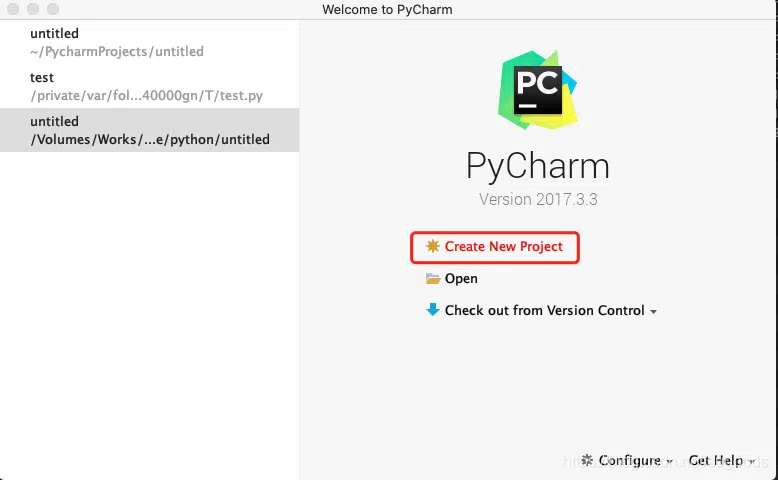 Welcome to PyCharm
untitled
~/PycharmProjects/untitled
test
/private/var/fol...40000gn/T/test.py
untitled
/Volumes/Works/...e/python/untitled
PC
PyCharm
Version 2017.3.3
Create New Project
Open
Check out from Version Control
Configure
Get Help